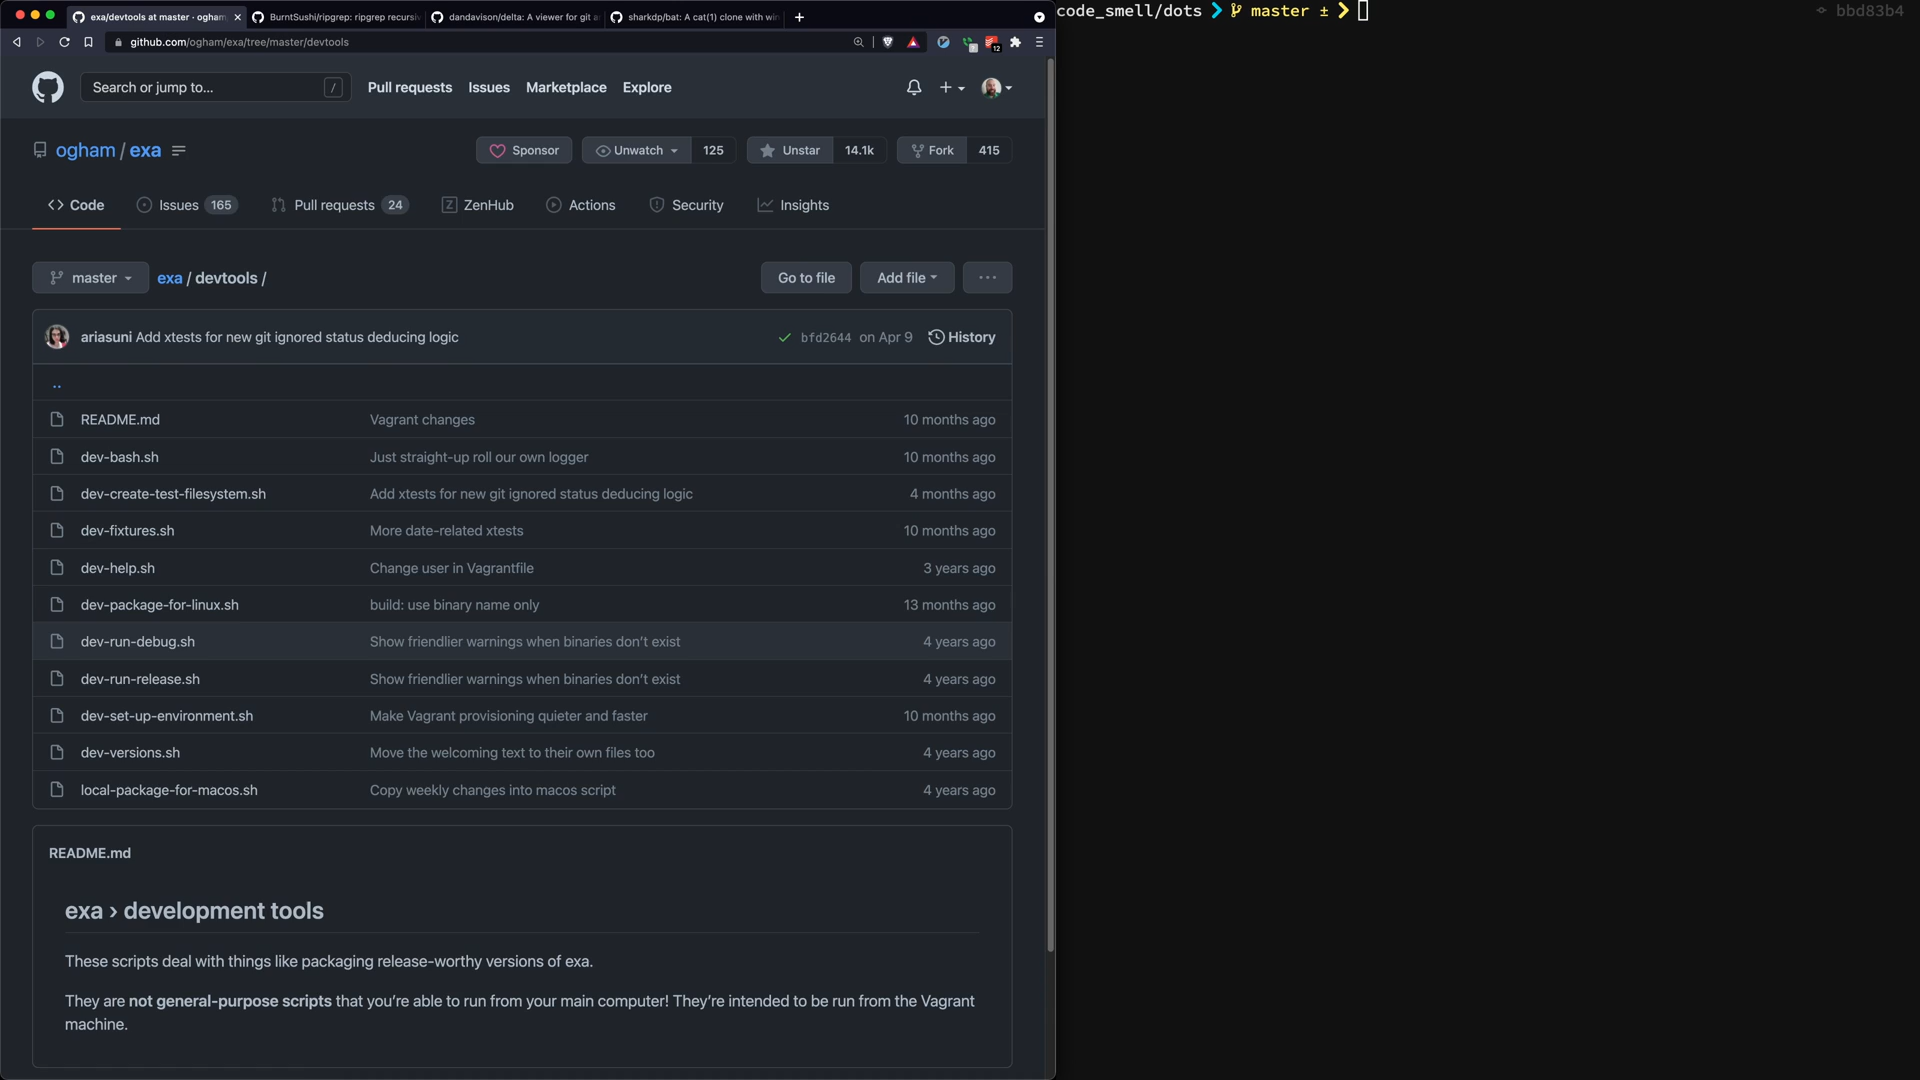 exa/devtools at master · ogham
BurntSushi/ripgrep: ripgrep recursiv
dandavison/delta: A viewer for git a
sharkdp/bat: A cat(1) clone with win
github.com/ogham/exa/tree/master/devtools
12
Search or jump to... /
Pull requests Issues Marketplace Explore
ogham / exa
Sponsor Unwatch 125 Unstar 14.1k Fork 415
Code Issues 165 Pull requests 24 ZenHub Actions Security Insights
master exa / devtools / Go to file Add file ...
ariasuni Add xtests for new git ignored status deducing logic bfd2644 on Apr 9 History
..
README.md Vagrant changes 10 months ago
dev-bash.sh Just straight-up roll our own logger 10 months ago
dev-create-test-filesystem.sh Add xtests for new git ignored status deducing logic 4 months ago
dev-fixtures.sh More date-related xtests 10 months ago
dev-help.sh Change user in Vagrantfile 3 years ago
dev-package-for-linux.sh build: use binary name only 13 months ago
dev-run-debug.sh Show friendlier warnings when binaries don’t exist 4 years ago
dev-run-release.sh Show friendlier warnings when binaries don’t exist 4 years ago
dev-set-up-environment.sh Make Vagrant provisioning quieter and faster 10 months ago
dev-versions.sh Move the welcoming text to their own files too 4 years ago
local-package-for-macos.sh Copy weekly changes into macos script 4 years ago
README.md
exa › development tools
These scripts deal with things like packaging release-worthy versions of exa.
They are not general-purpose scripts that you’re able to run from your main computer! They’re intended to be run from the Vagrant
machine.
code_smell/dots master ± bbd83b4